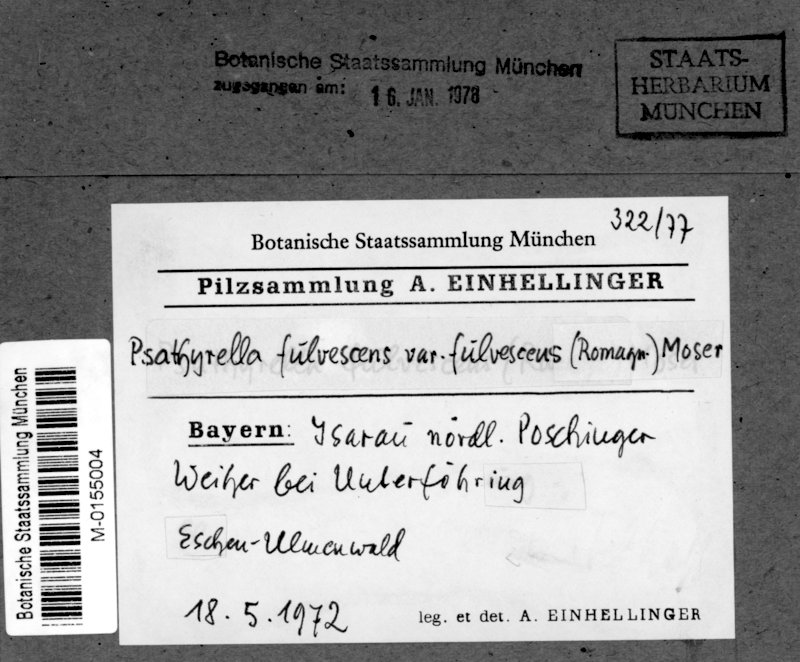 Botanische Staatssammlung München
zugegangen am: 16. JAN. 1978
STAATS-
HERBARIUM
MÜNCHEN
322/77
Botanische Staatssammlung München
Pilzsammlung A. EINHELLINGER
Psathyrella fulvescens var. fulvescens (Romagn.) Moser
Bayern: Isarau nördl. Poschinger
Weiher bei Unterföhring
Eschen-Ulmenwald
18.5.1972
leg. et det. A. EINHELLINGER
Botanische Staatssammlung München
M-0155004